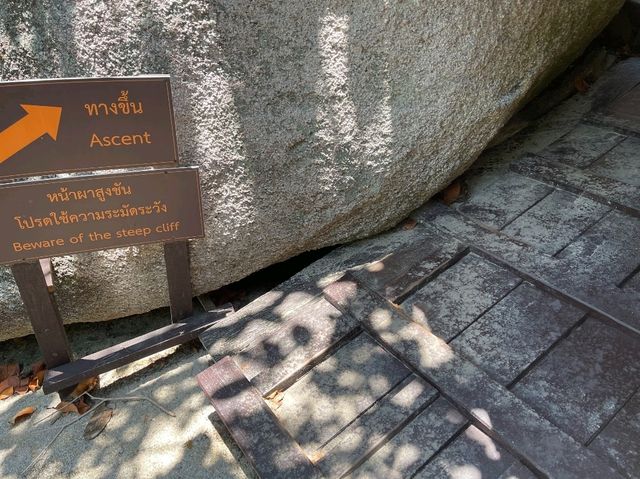 ทางขึ้น
Ascent
หน้าผาสูงชัน
โปรดใช้ความระมัดระวัง
Beware of the steep cliff